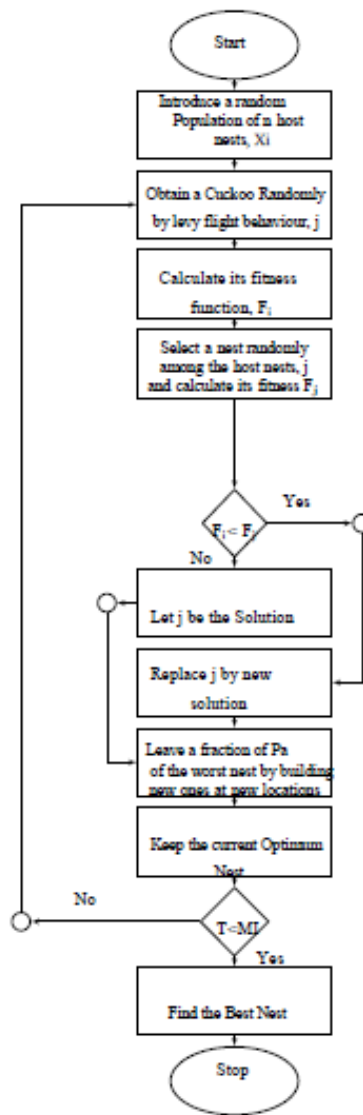 Start
Introduce a random
Population of n host
nests, Xi
Obtain a Cuckoo Randomly
by levy flight behaviour, j
Calculate its fitness
function, Fi
Select a nest randomly
among the host nests, j
and calculate its fitness Fj
Yes
Fi < Fj
No
Let j be the Solution
Replace j by new
solution
Leave a fraction of Pa
of the worst nest by building
new ones at new locations
Keep the current Optimum
Nest
No
T<MI
Yes
Find the Best Nest
Stop